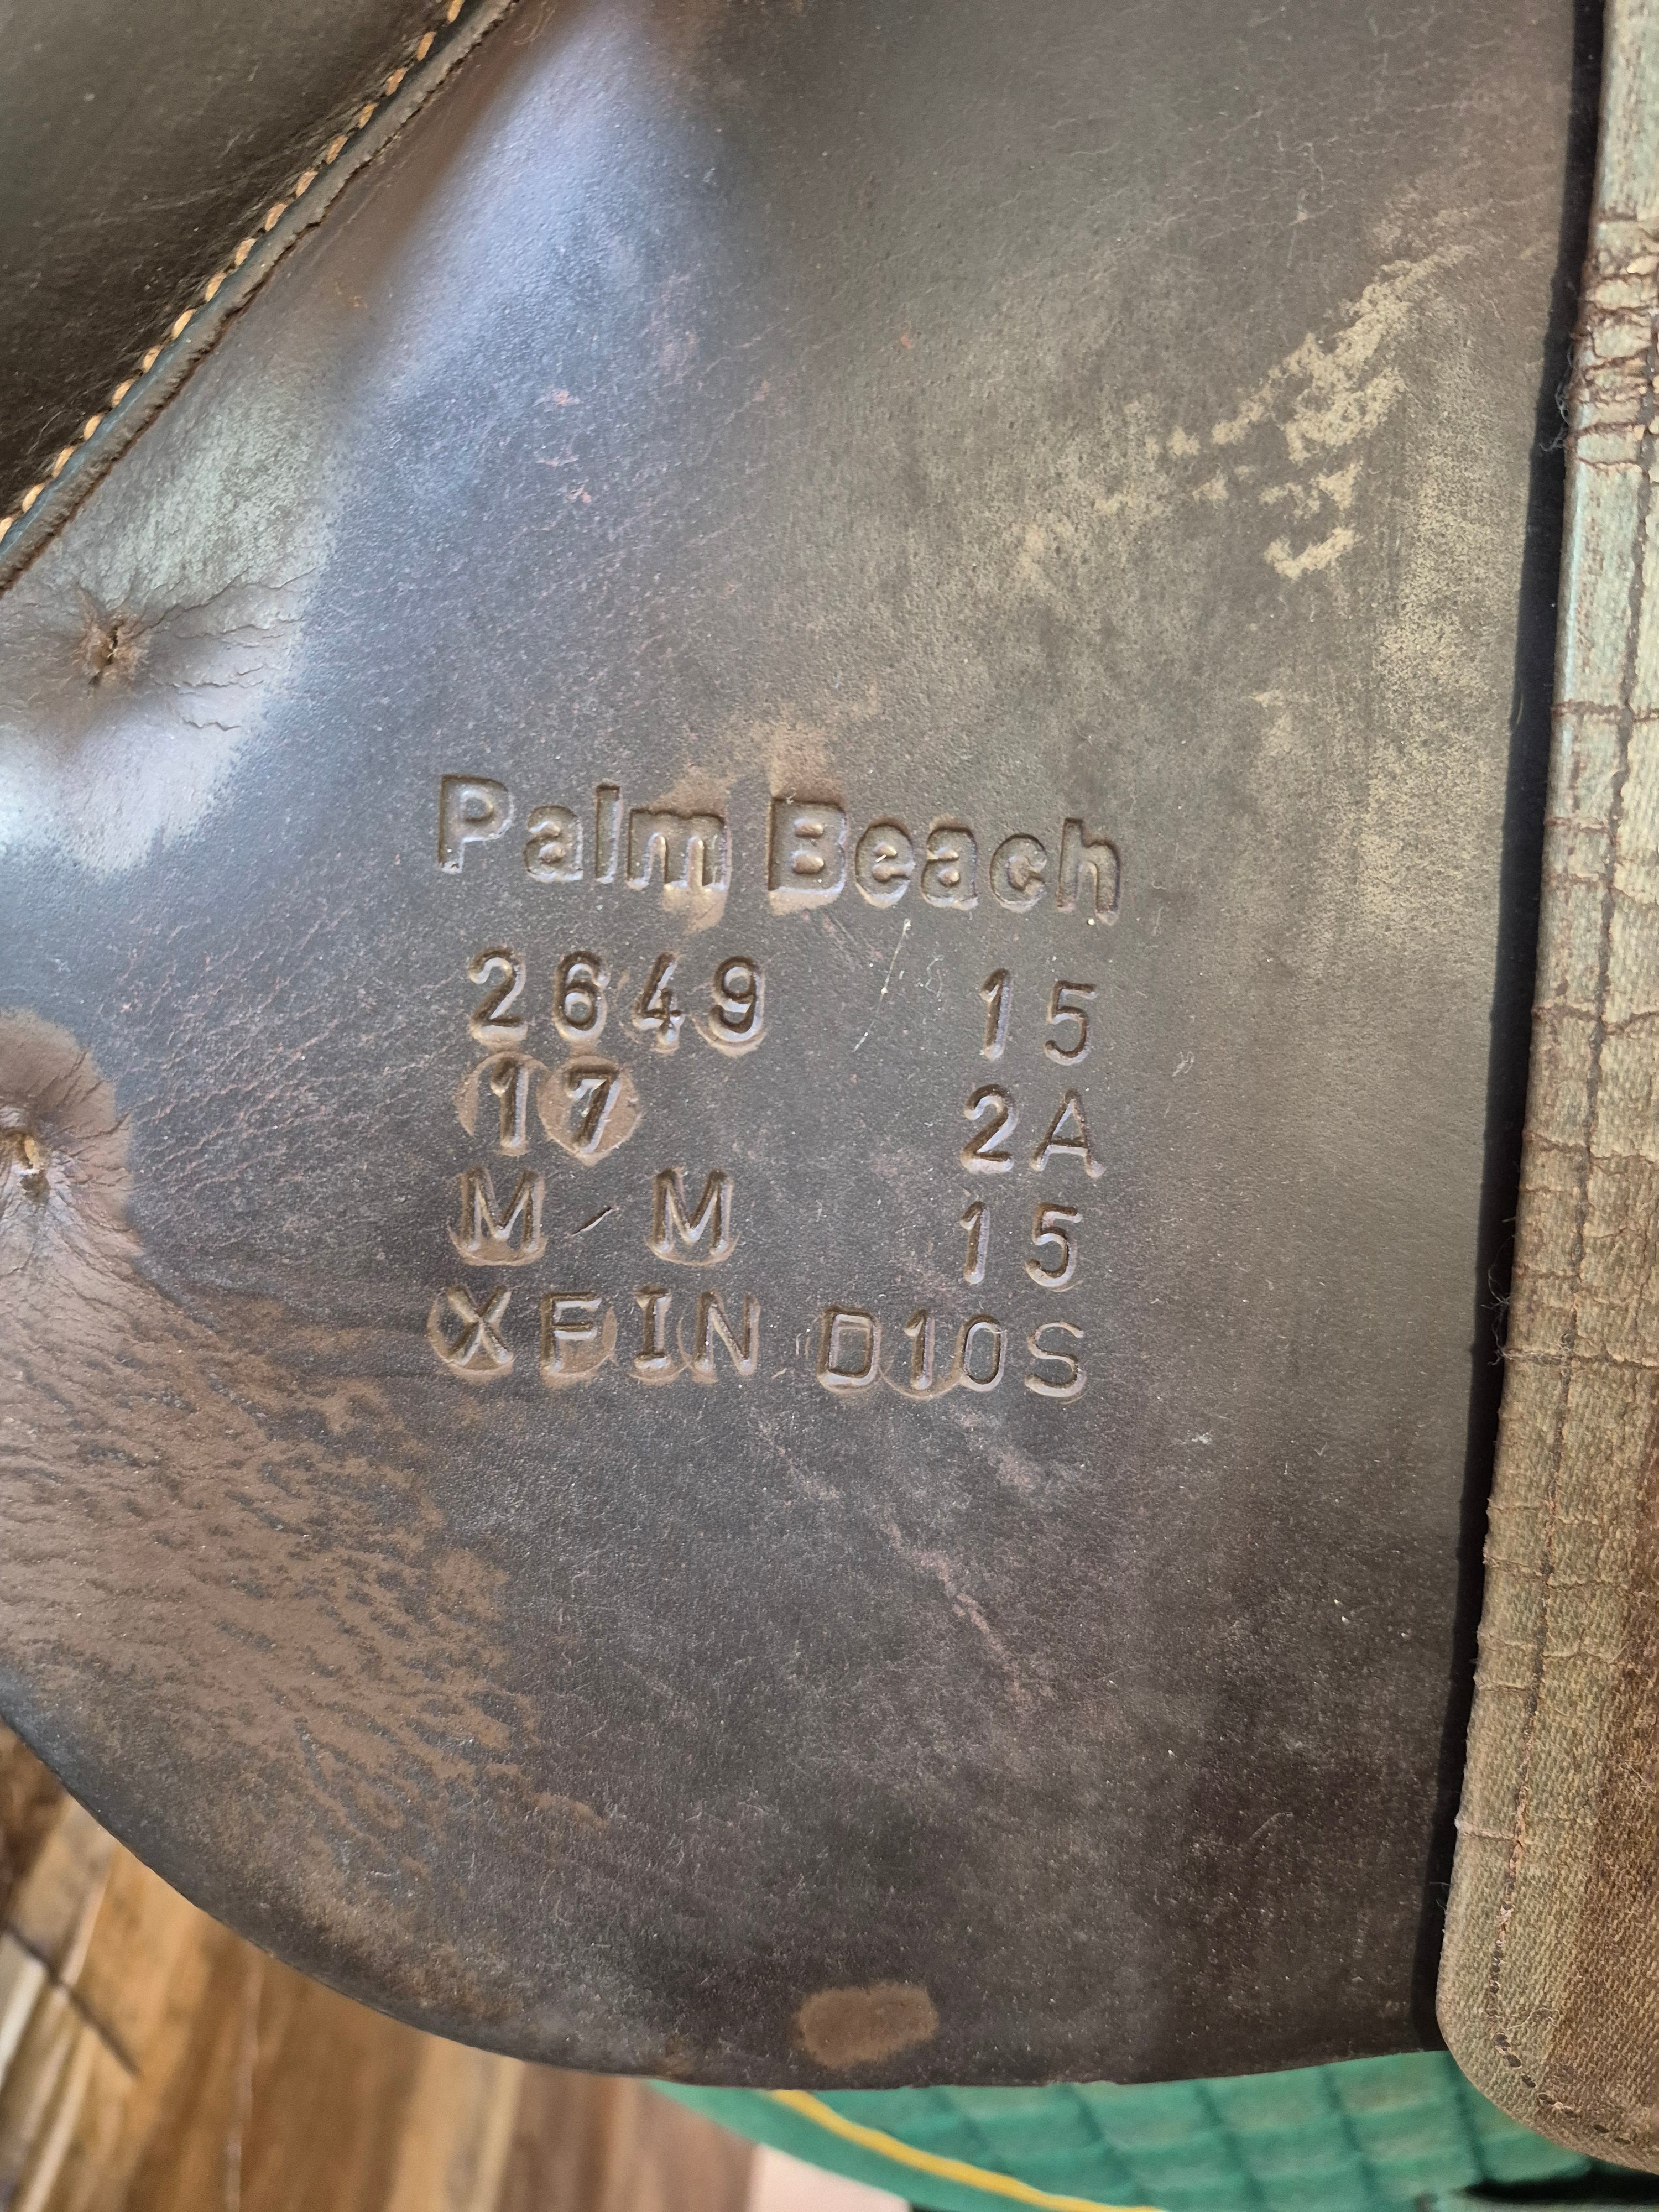 Palm Beach
2649 15
17 2A
M M 15
XFIN D10S